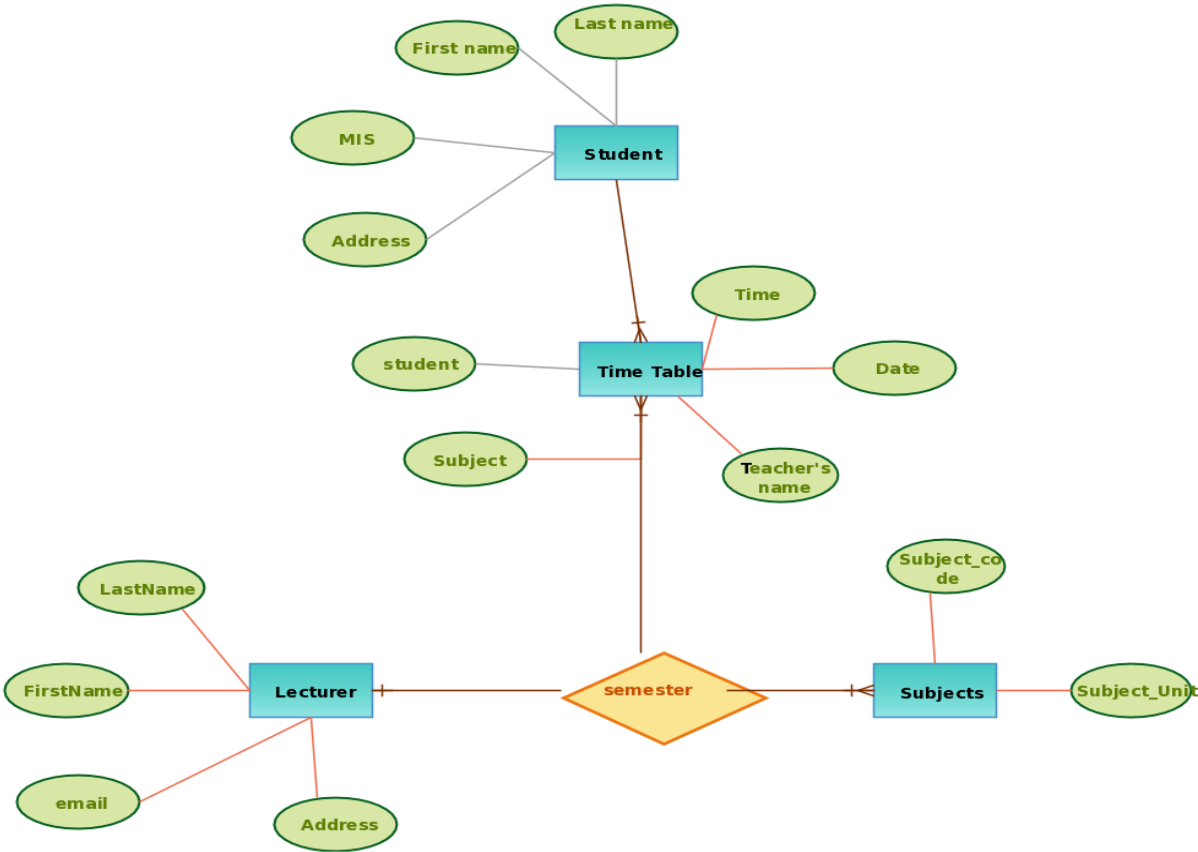 Last name
First name
MIS
Student
Address
Time
student
Time Table
Date
Subject
Teacher's
name
Subject_co
de
LastName
FirstName
Lecturer
semester
Subjects
Subject_Unit
email
Address